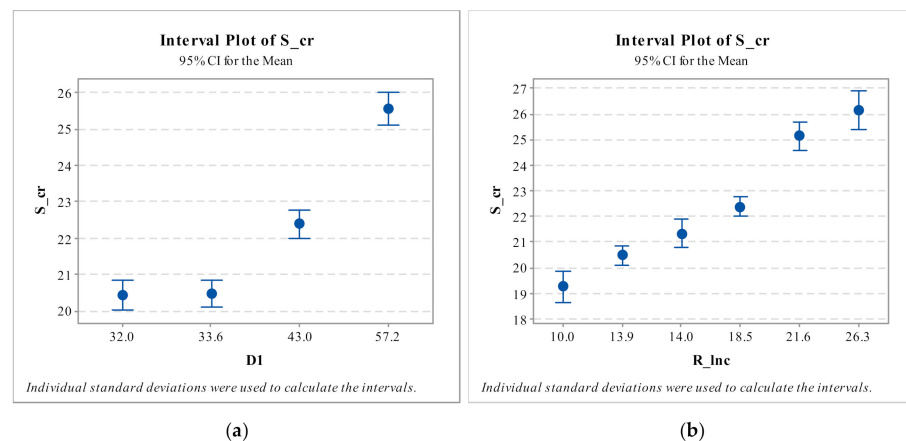 Interval Plot of S_cr
95% CI for the Mean
26
25
24
23
22
21
20
S_cr
32.0 33.6 43.0 57.2
D1
Individual standard deviations were used to calculate the intervals.
(a)
Interval Plot of S_cr
95% CI for the Mean
27
26
25
24
23
22
21
20
19
18
S_cr
10.0 13.9 14.0 18.5 21.6 26.3
R_lnc
Individual standard deviations were used to calculate the intervals.
(b)